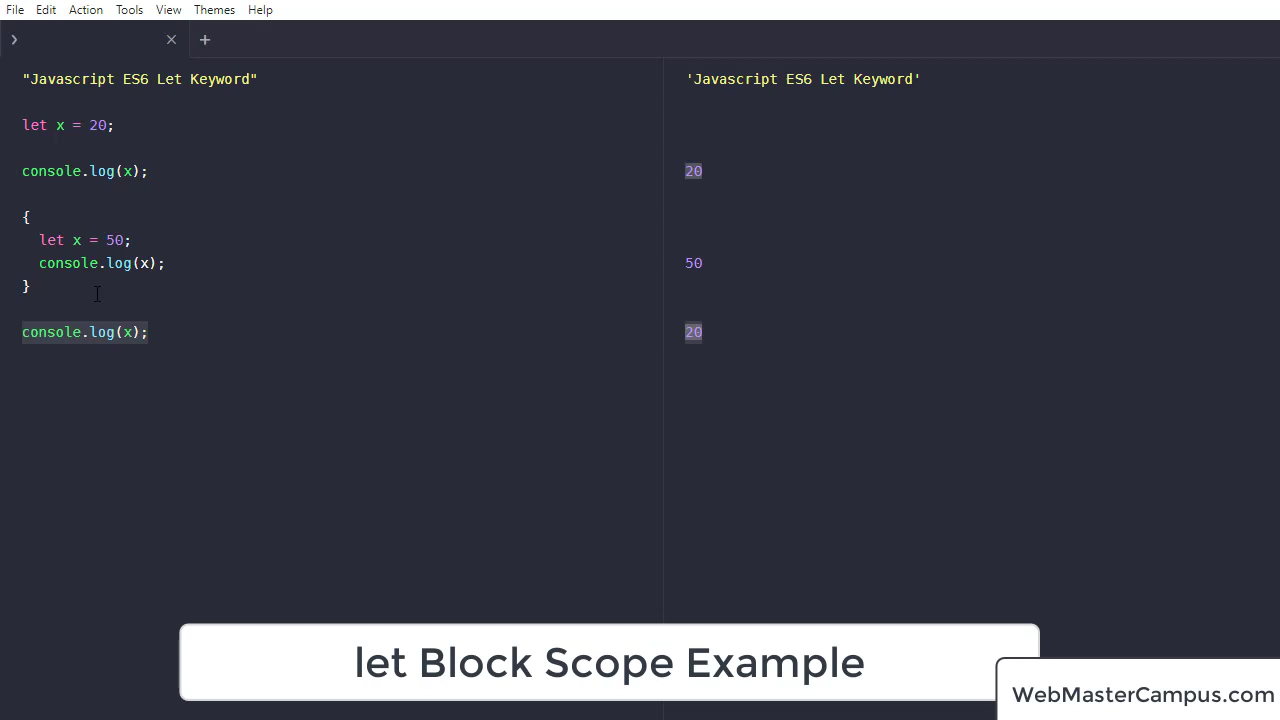 File Edit Action Tools View Themes Help
"Javascript ES6 Let Keyword"
let x = 20;
console.log(x);
{
  let x = 50;
  console.log(x);
}
console.log(x);
'Javascript ES6 Let Keyword'
20
50
20
let Block Scope Example
WebMasterCampus.com